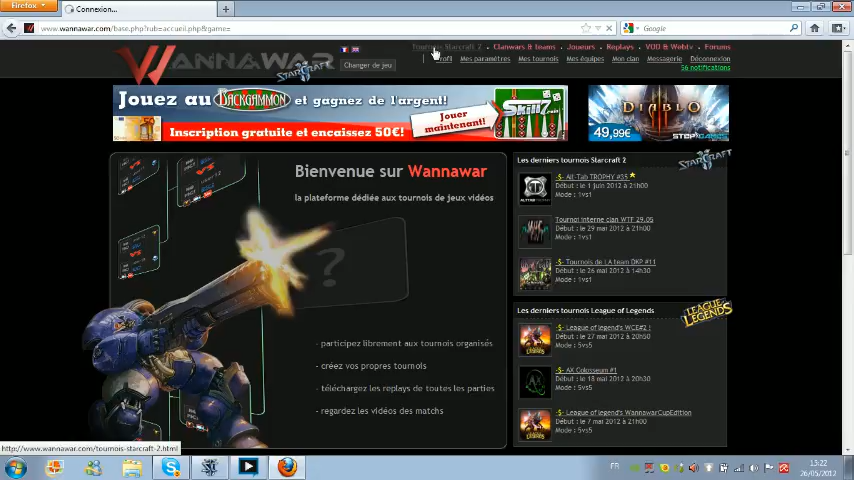 Firefox
Connexion...
www.wannawar.com/base.php?rub=accueil.php&game=
Google
WANNAWAR
STARCRAFT
Changer de jeu
Tournois Starcraft 2 • Clanwars & teams • Joueurs • Replays • VOD & Webtv • Forums
Mes paramètres Mes tournois Mes équipes Mon clan Messagerie Déconnexion
56 notifications
Jouez au BACKGAMMON et gagnez de l'argent!
Inscription gratuite et encaissez 50€!
Jouer maintenant!
Skill7.com
DIABLO
49,99€
Bienvenue sur Wannawar
la plateforme dédiée aux tournois de jeux vidéos
?
- participez librement aux tournois organisés
- créez vos propres tournois
- téléchargez les replays de toutes les parties
- regardez les vidéos des matchs
Les derniers tournois Starcraft 2
STARCRAFT
-$- Alt-Tab TROPHY #35
Début : le 1 juin 2012 à 21h00
Mode : 1vs1
Tournoi interne clan WTF 29.05
Début : le 29 mai 2012 à 21h00
Mode : 1vs1
-$- Tournois de LA team DKP #11
Début : le 26 mai 2012 à 14h30
Mode : 1vs1
Les derniers tournois League of Legends
LEAGUE OF LEGENDS
-$- League of legend's WCE#2 !
Début : le 27 mai 2012 à 20h50
Mode : 5vs5
AX Colosseum #1
Début : le 18 mai 2012 à 20h30
Mode : 5vs5
-$- League of legend's WannawarCupEdition
Début : le 7 mai 2012 à 21h00
Mode : 5vs5
http://www.wannawar.com/tournois-starcraft-2.html
FR
13:22
26/05/2012